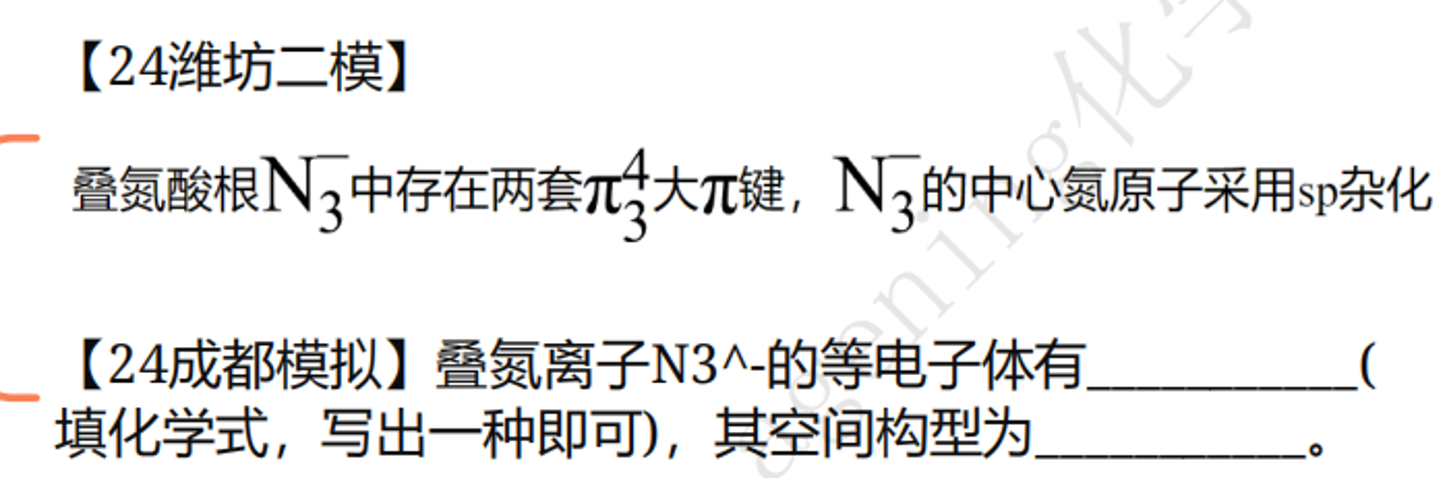 【24潍坊二模】
叠氮酸根N₃⁻中存在两套π₃⁴大π键，N₃⁻的中心氮原子采用sp杂化
【24成都模拟】叠氮离子N3^-的等电子体有___________(
填化学式，写出一种即可)，其空间构型为___________。